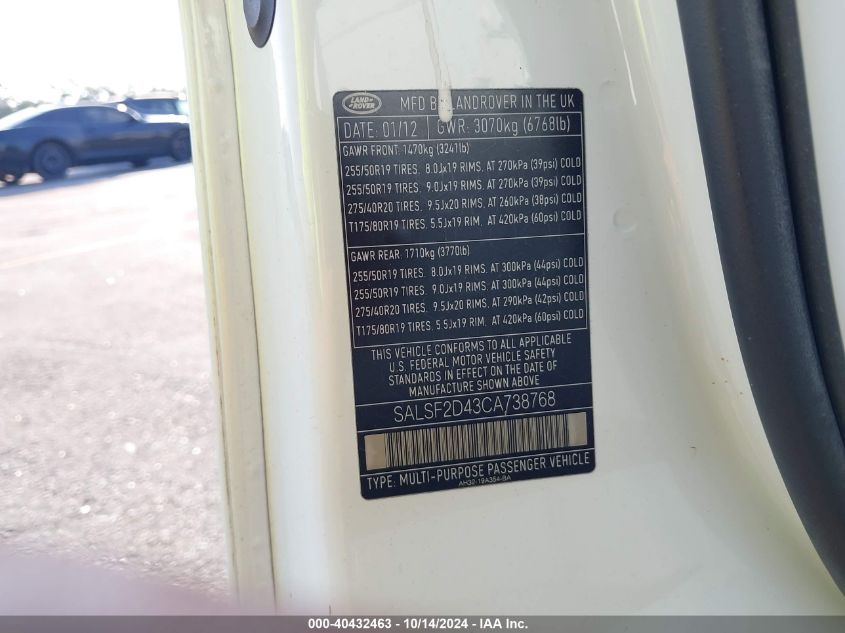 LAND ROVER
MFD BY LANDROVER IN THE UK
DATE: 01/12 GWR: 3070kg (6768lb)
GAWR FRONT: 1470kg (3241lb)
255/50R19 TIRES. 8.0Jx19 RIMS. AT 270kPa (39psi) COLD
255/50R19 TIRES. 9.0Jx19 RIMS. AT 270kPa (39psi) COLD
275/40R20 TIRES. 9.5Jx20 RIMS. AT 260kPa (38psi) COLD
T175/80R19 TIRES. 5.5Jx19 RIM. AT 420kPa (60psi) COLD
GAWR REAR: 1710kg (3770lb)
255/50R19 TIRES. 8.0Jx19 RIMS. AT 300kPa (44psi) COLD
255/50R19 TIRES. 9.0Jx19 RIMS. AT 300kPa (44psi) COLD
275/40R20 TIRES. 9.5Jx20 RIMS. AT 290kPa (42psi) COLD
T175/80R19 TIRES. 5.5Jx19 RIM. AT 420kPa (60psi) COLD
THIS VEHICLE CONFORMS TO ALL APPLICABLE
U.S. FEDERAL MOTOR VEHICLE SAFETY
STANDARDS IN EFFECT ON THE DATE OF
MANUFACTURE SHOWN ABOVE
SALSF2D43CA738768
TYPE: MULTI-PURPOSE PASSENGER VEHICLE
AH32-19A354-BA
000-40432463 - 10/14/2024 - IAA Inc.